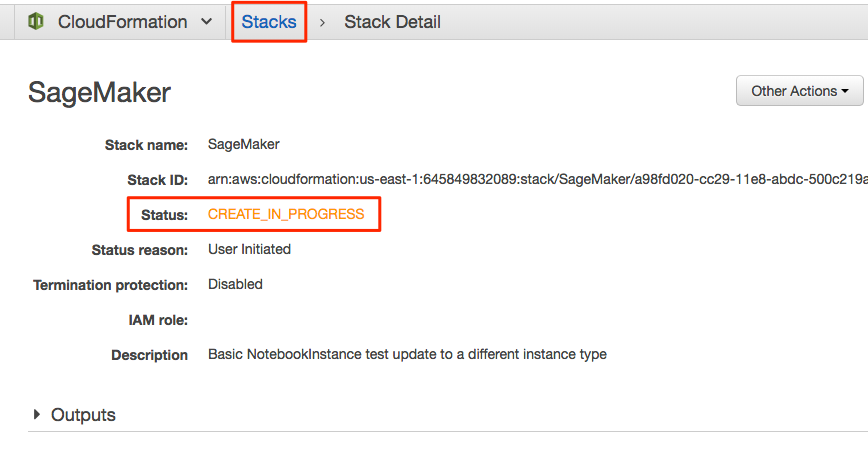 CloudFormation Stacks > Stack Detail
SageMaker
Other Actions
Stack name: SageMaker
Stack ID: arn:aws:cloudformation:us-east-1:645849832089:stack/SageMaker/a98fd020-cc29-11e8-abdc-500c219a
Status: CREATE_IN_PROGRESS
Status reason: User Initiated
Termination protection: Disabled
IAM role:
Description Basic NotebookInstance test update to a different instance type
Outputs